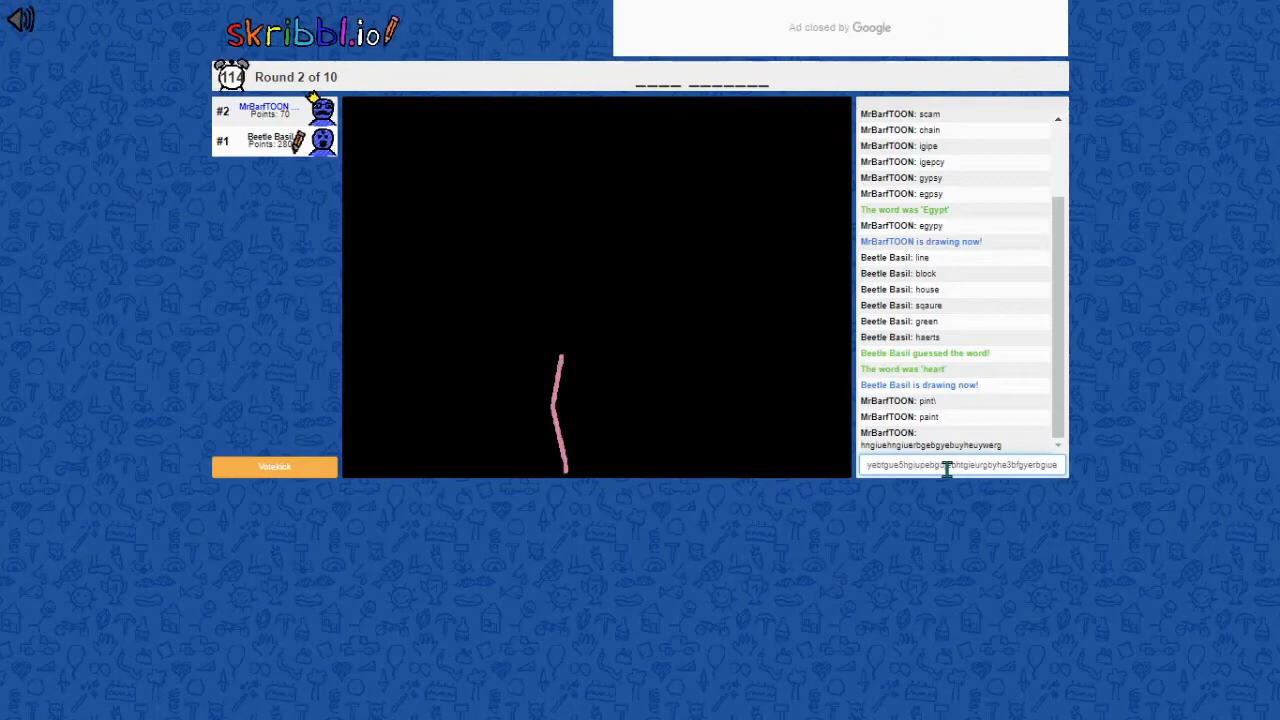 skribbl.io
Ad closed by Google
114
Round 2 of 10
____ _______
#2
MrBarfTOON ...
Points: 70
#1
Beetle Basil
Points: 280
Votekick
MrBarfTOON: scam
MrBarfTOON: chain
MrBarfTOON: igipe
MrBarfTOON: igepcy
MrBarfTOON: gypsy
MrBarfTOON: egpsy
The word was 'Egypt'
MrBarfTOON: egypy
MrBarfTOON is drawing now!
Beetle Basil: line
Beetle Basil: block
Beetle Basil: house
Beetle Basil: sqaure
Beetle Basil: green
Beetle Basil: haerts
Beetle Basil guessed the word!
The word was 'heart'
Beetle Basil is drawing now!
MrBarfTOON: pint\
MrBarfTOON: paint
MrBarfTOON:
hngiuehngiuerbgebgyebuyheuywerg